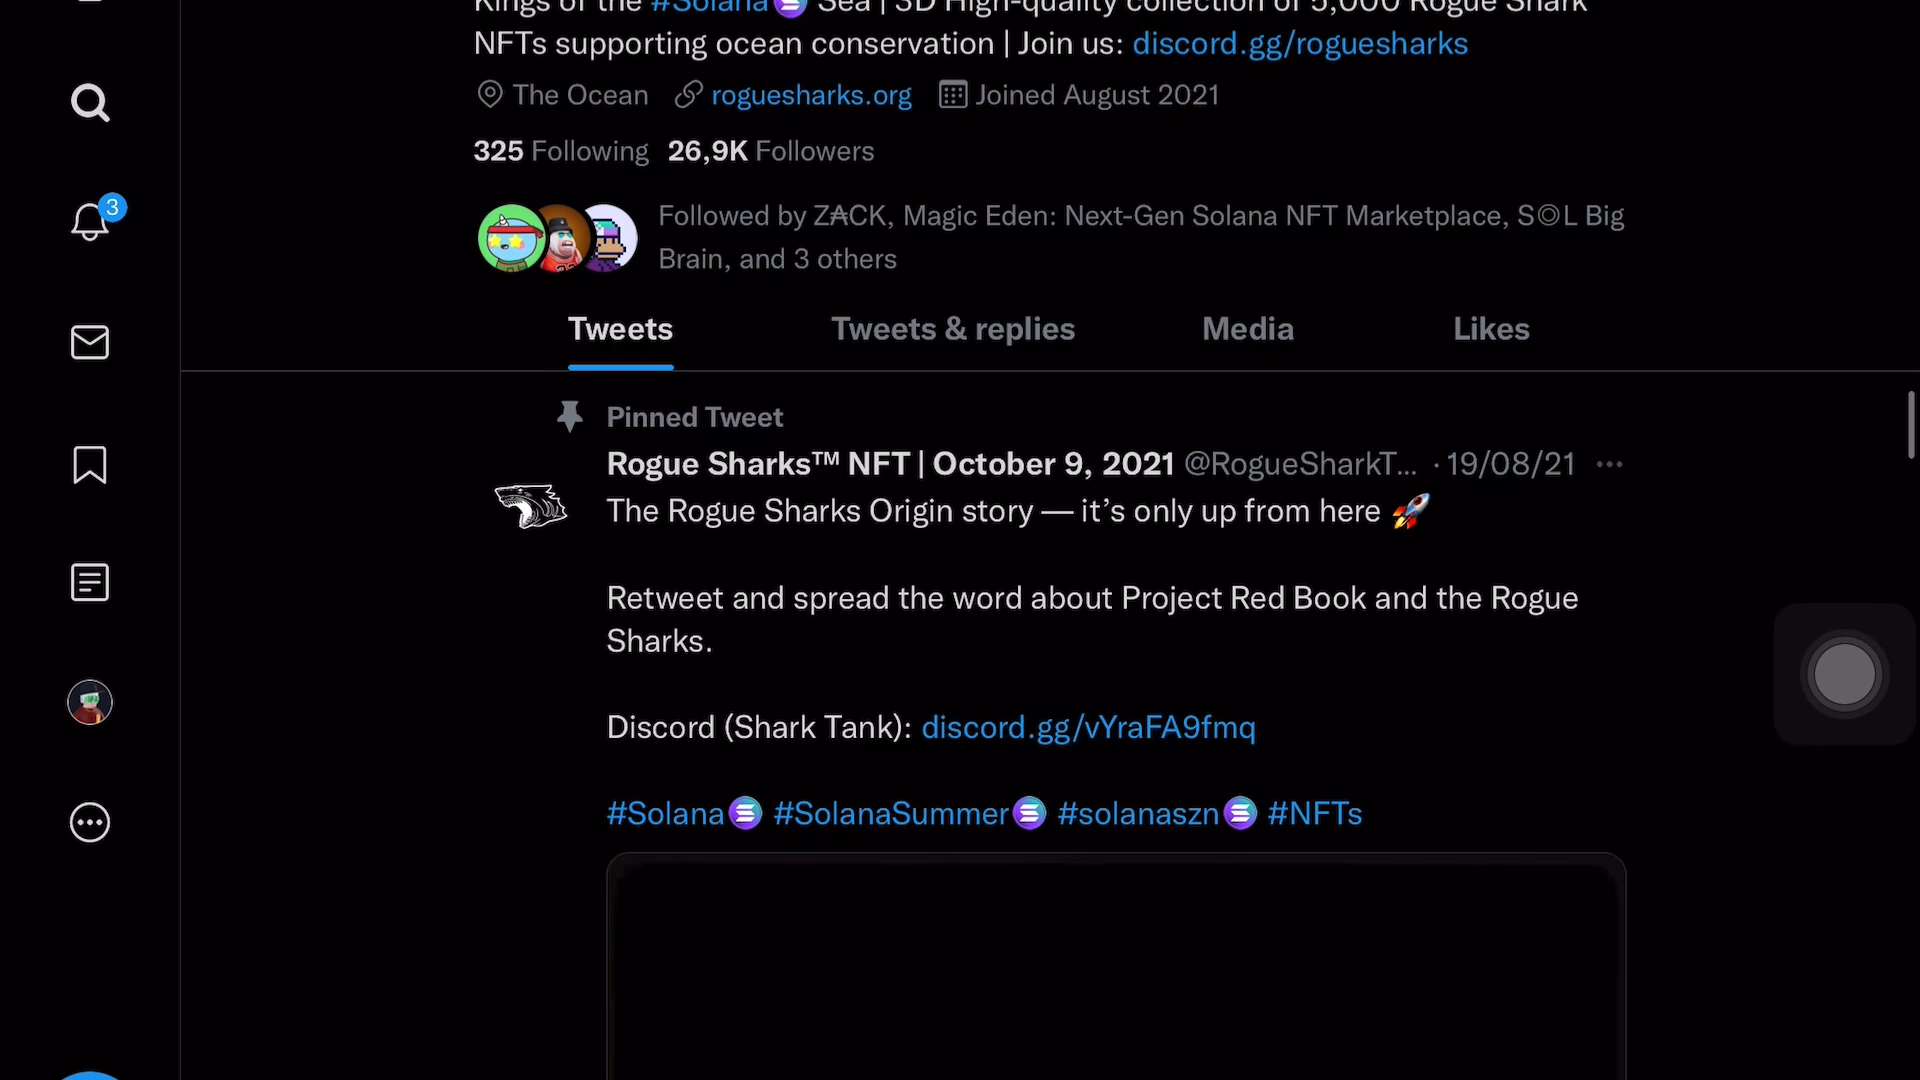 Kings of the #Solana Sea | 3D High-quality collection of 5,000 Rogue Shark
NFTs supporting ocean conservation | Join us: discord.gg/roguesharks
The Ocean roguesharks.org Joined August 2021
325 Following 26,9K Followers
3
Followed by Z₳CK, Magic Eden: Next-Gen Solana NFT Marketplace, S◎L Big
Brain, and 3 others
Tweets Tweets & replies Media Likes
Pinned Tweet
Rogue Sharks™ NFT | October 9, 2021 @RogueSharkT... · 19/08/21
The Rogue Sharks Origin story — it’s only up from here 🚀
Retweet and spread the word about Project Red Book and the Rogue
Sharks.
Discord (Shark Tank): discord.gg/vYraFA9fmq
#Solana #SolanaSummer #solanaszn #NFTs